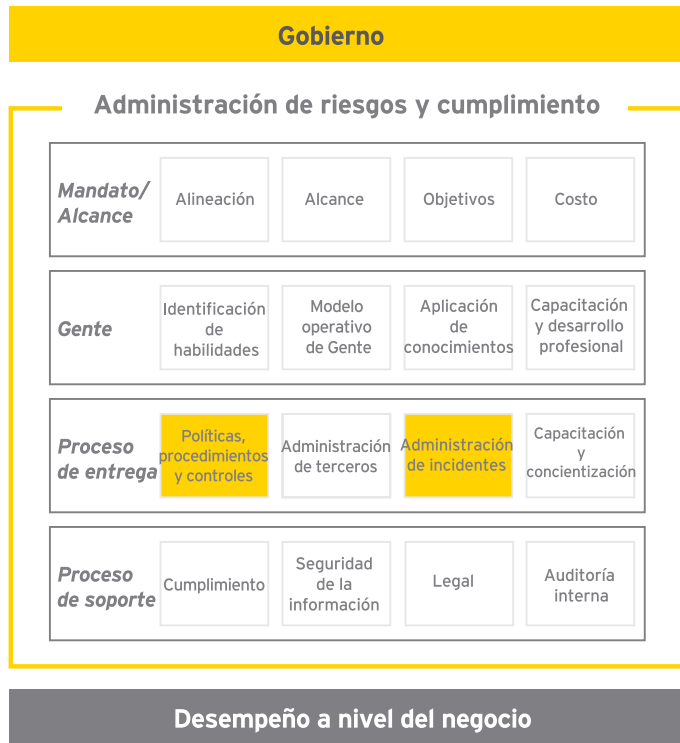 Gobierno
Administración de riesgos y cumplimiento
Mandato/
Alcance
Alineación
Alcance
Objetivos
Costo
Gente
Identificación
de
habilidades
Modelo
operativo
de Gente
Aplicación
de
conocimientos
Capacitación
y desarrollo
profesional
Proceso
de entrega
Políticas,
procedimientos
y controles
Administración
de terceros
Administración
de incidentes
Capacitación
y
concientización
Proceso
de soporte
Cumplimiento
Seguridad
de la
información
Legal
Auditoría
interna
Desempeño a nivel del negocio